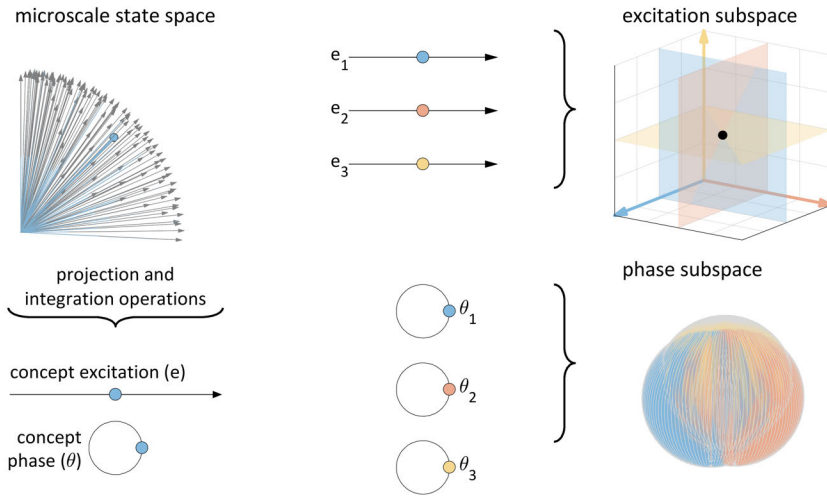 microscale state space
projection and
integration operations
concept excitation (e)
concept
phase (θ)
e1
e2
e3
θ1
θ2
θ3
excitation subspace
phase subspace